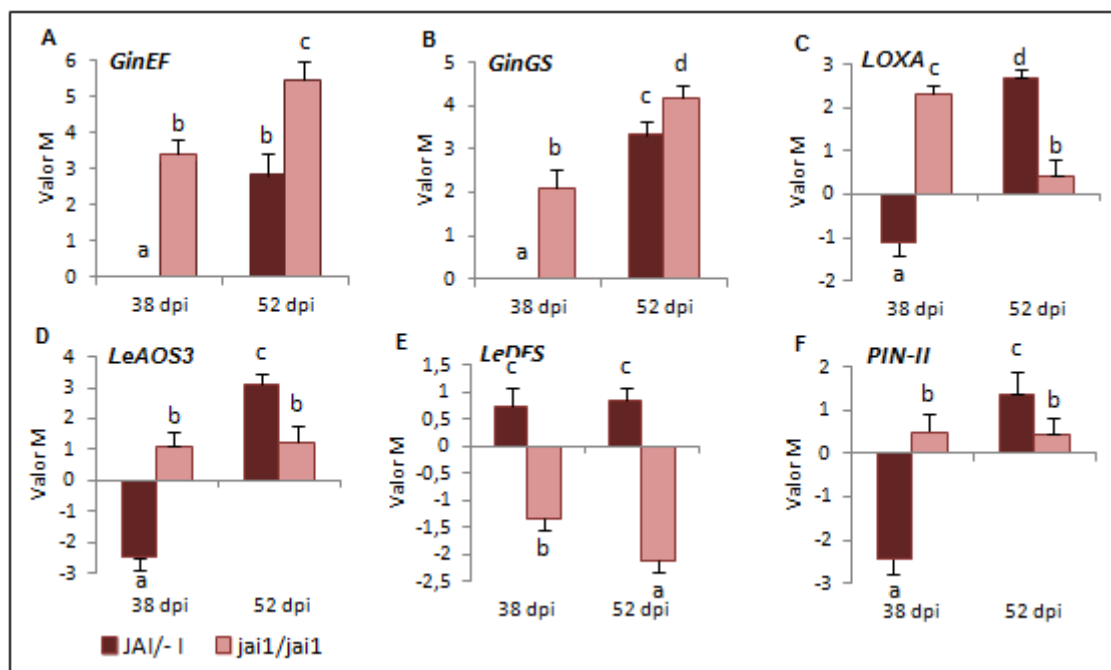 A
GinEF
Valor M
6
5
4
3
2
1
0
a
b
b
c
38 dpi
52 dpi
B
GinGS
Valor M
5
4
3
2
1
0
a
b
c
d
38 dpi
52 dpi
C
LOXA
Valor M
3
2
1
0
-1
-2
a
c
d
b
38 dpi
52 dpi
D
LeAOS3
Valor M
4
3
2
1
0
-1
-2
-3
a
b
c
b
38 dpi
52 dpi
E
LeDES
Valor M
1,5
1
0,5
0
-0,5
-1
-1,5
-2
-2,5
c
b
c
a
38 dpi
52 dpi
F
PIN-II
Valor M
2
1
0
-1
-2
-3
a
b
c
b
38 dpi
52 dpi
JAI/- I
jai1/jai1